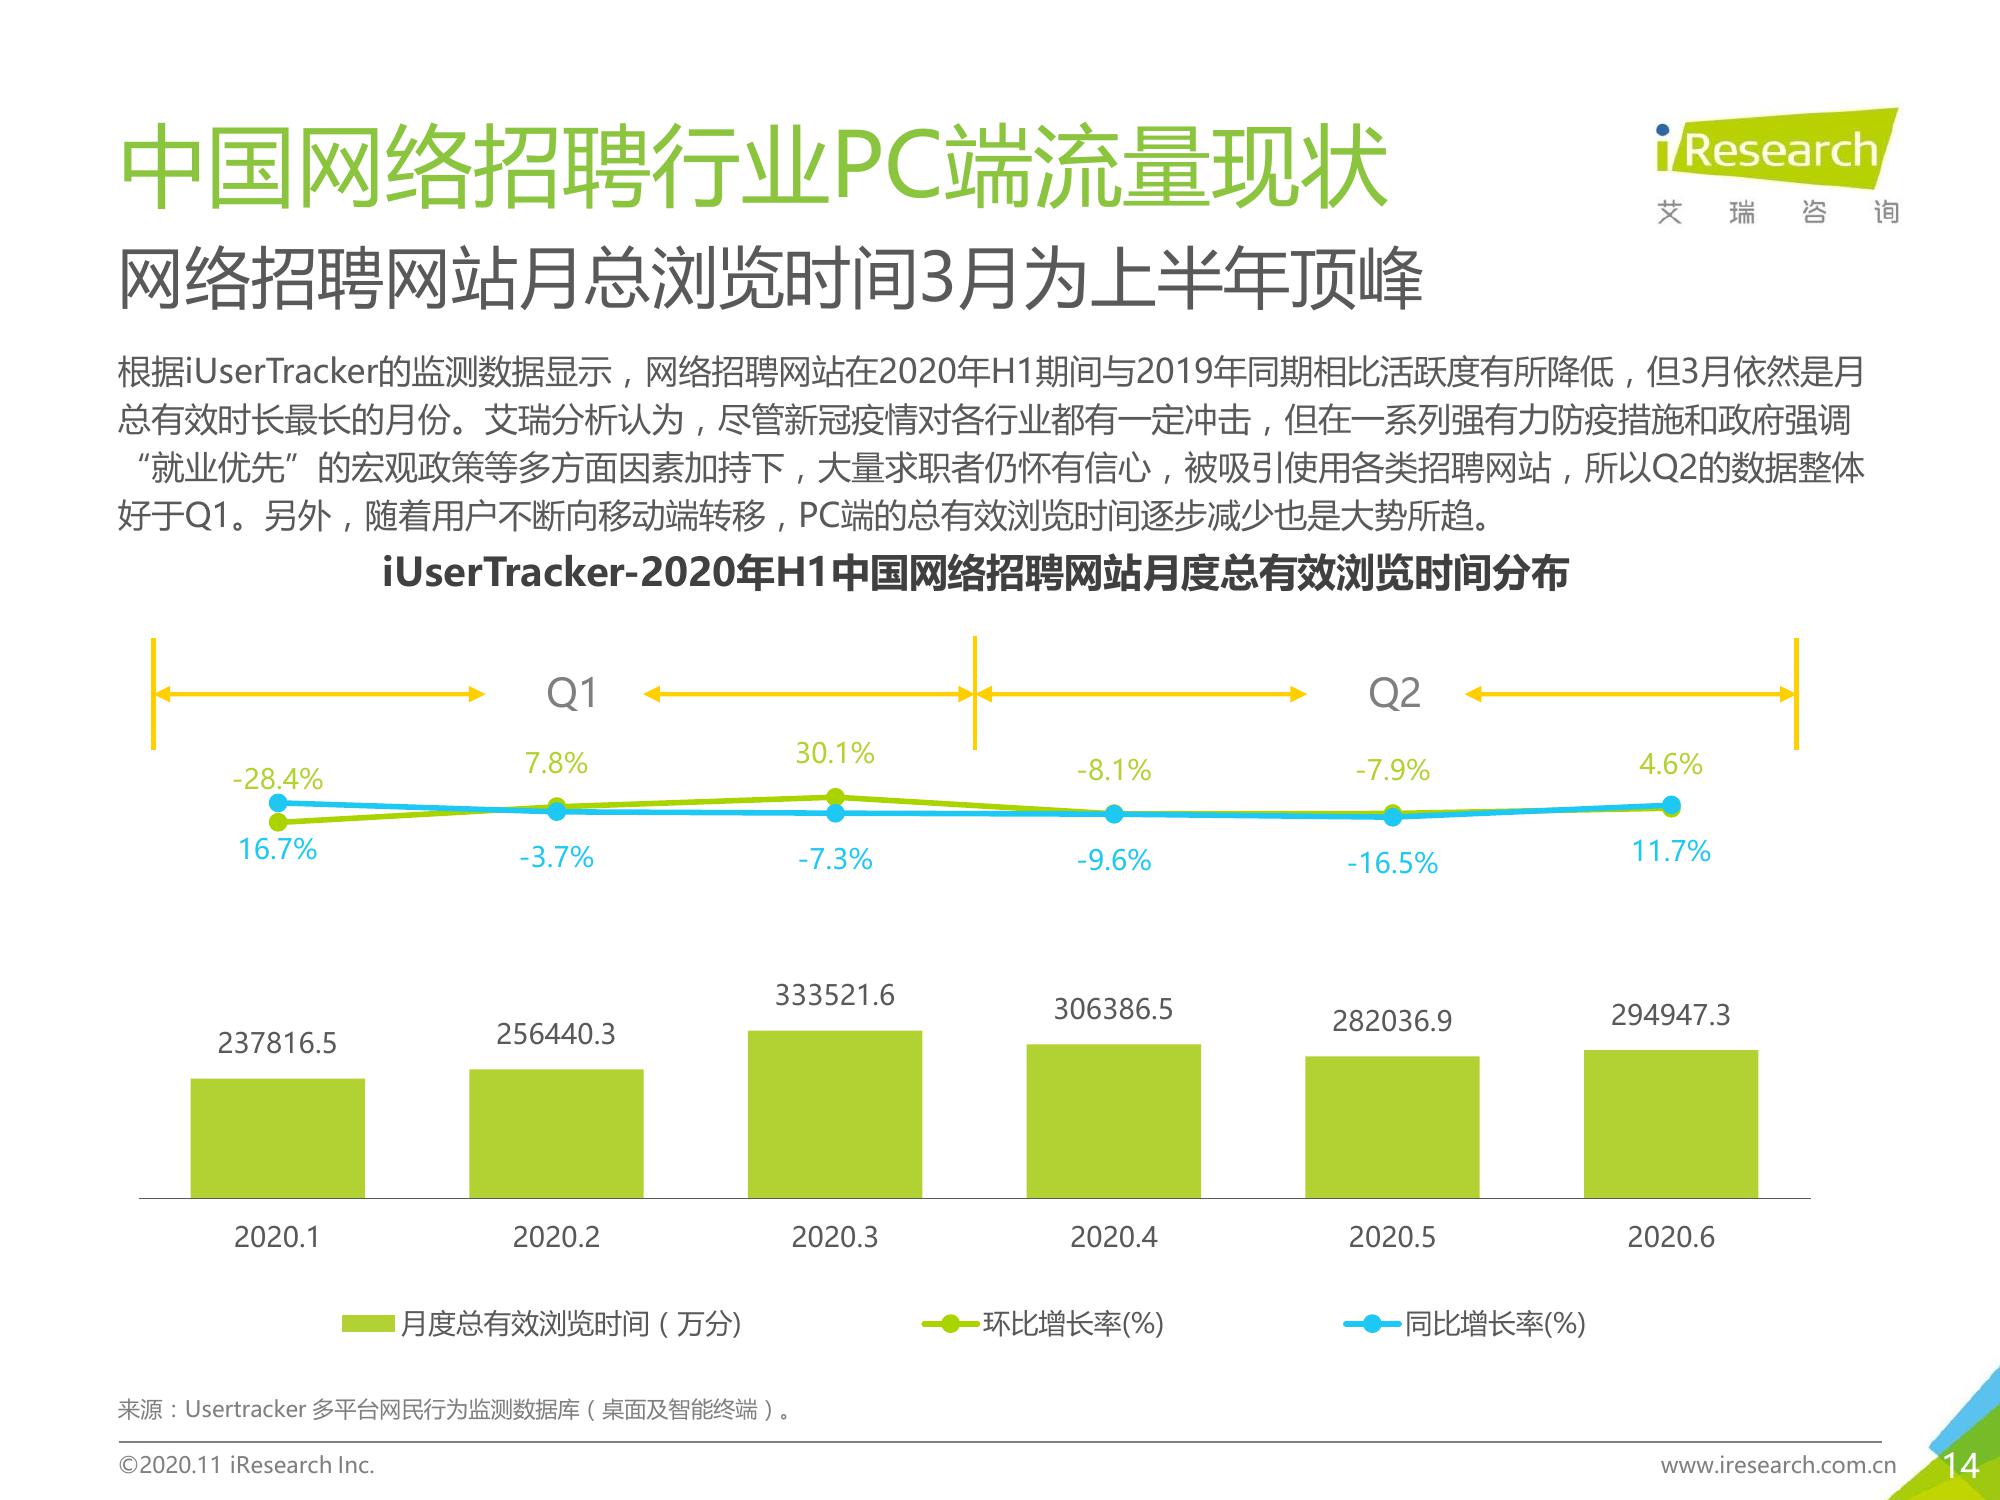 中国网络招聘行业PC端流量现状
iResearch
艾瑞咨询
网络招聘网站月总浏览时间3月为上半年顶峰
根据iUserTracker的监测数据显示，网络招聘网站在2020年H1期间与2019年同期相比活跃度有所降低，但3月依然是月
总有效时长最长的月份。艾瑞分析认为，尽管新冠疫情对各行业都有一定冲击，但在一系列强有力防疫措施和政府强调
“就业优先”的宏观政策等多方面因素加持下，大量求职者仍怀有信心，被吸引使用各类招聘网站，所以Q2的数据整体
好于Q1。另外，随着用户不断向移动端转移，PC端的总有效浏览时间逐步减少也是大势所趋。
iUserTracker-2020年H1中国网络招聘网站月度总有效浏览时间分布
Q1 Q2
-28.4% 7.8% 30.1% -8.1% -7.9% 4.6%
16.7% -3.7% -7.3% -9.6% -16.5% 11.7%
237816.5 256440.3 333521.6 306386.5 282036.9 294947.3
2020.1 2020.2 2020.3 2020.4 2020.5 2020.6
月度总有效浏览时间（万分) 环比增长率(%) 同比增长率(%)
来源：Usertracker 多平台网民行为监测数据库（桌面及智能终端）。
©2020.11 iResearch Inc. www.iresearch.com.cn 14